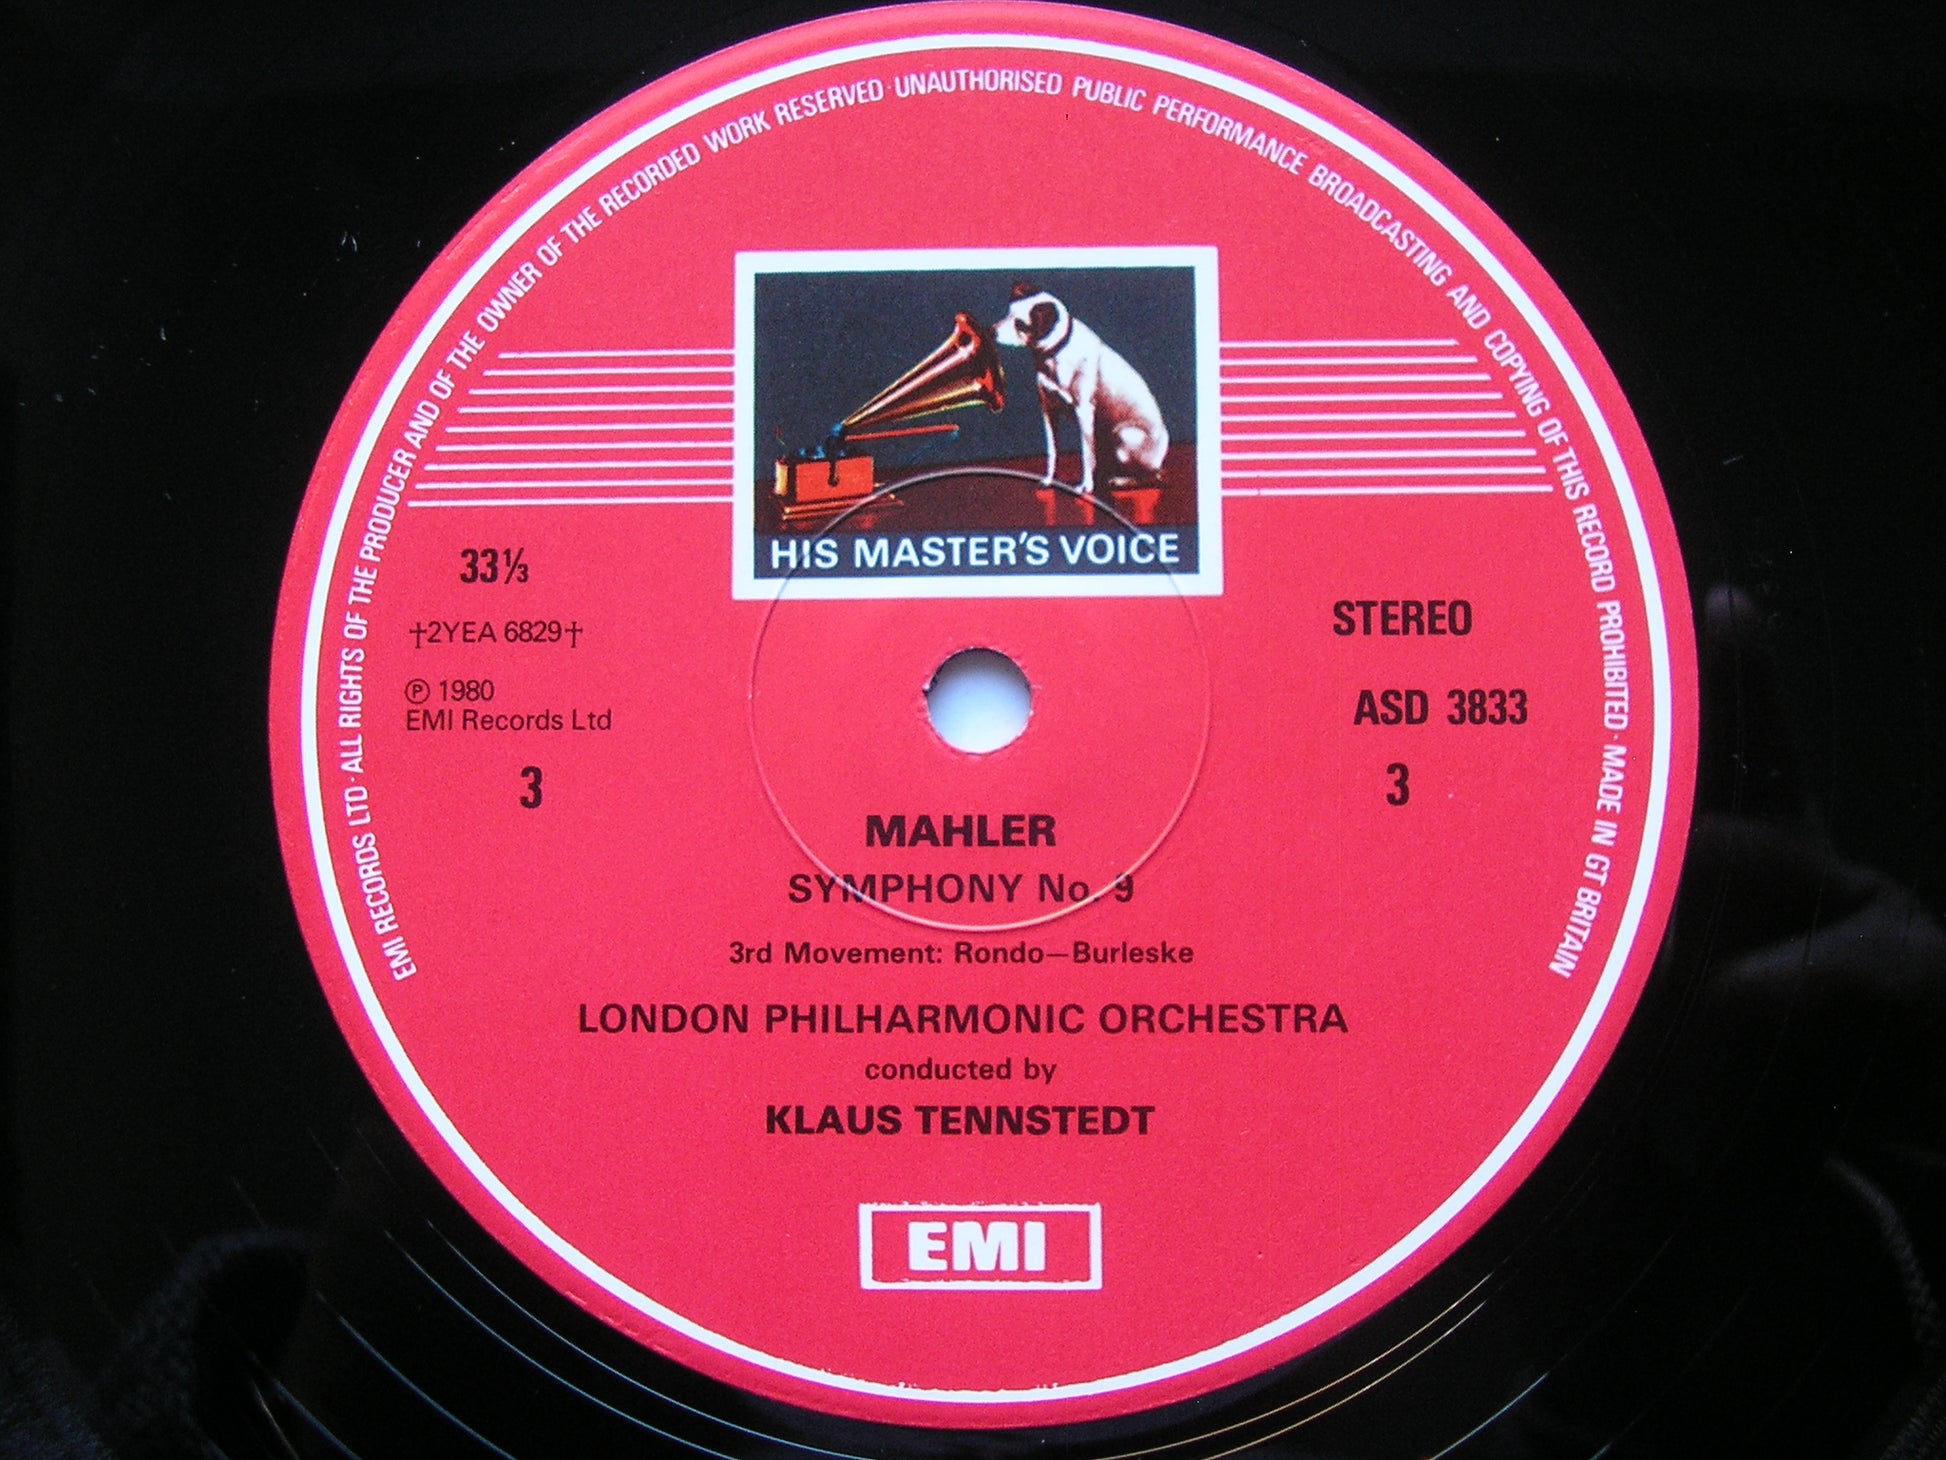 EMI RECORDS LTD · ALL RIGHTS OF THE PRODUCER AND OF THE OWNER OF THE RECORDED WORK RESERVED · UNAUTHORISED PUBLIC PERFORMANCE BROADCASTING AND COPYING OF THIS RECORD PROHIBITED · MADE IN GT BRITAIN
HIS MASTER'S VOICE
33⅓
†2YEA 6829†
℗ 1980
EMI Records Ltd
3
STEREO
ASD 3833
3
MAHLER
SYMPHONY No. 9
3rd Movement: Rondo—Burleske
LONDON PHILHARMONIC ORCHESTRA
conducted by
KLAUS TENNSTEDT
EMI